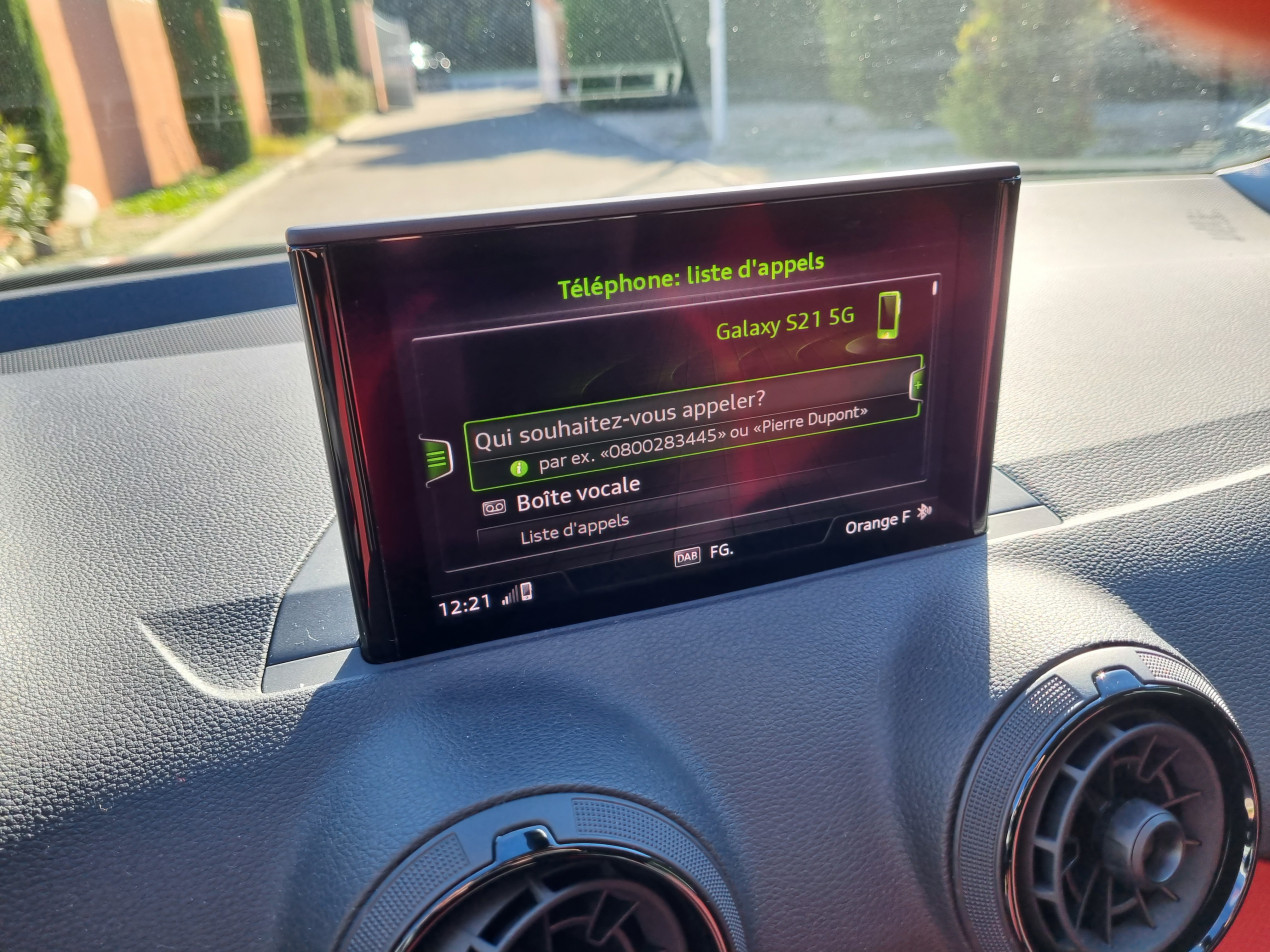 Téléphone: liste d'appels
Galaxy S21 5G
Qui souhaitez-vous appeler?
i par ex. «0800283445» ou «Pierre Dupont»
Boîte vocale
Liste d'appels
12:21
DAB FG.
Orange F